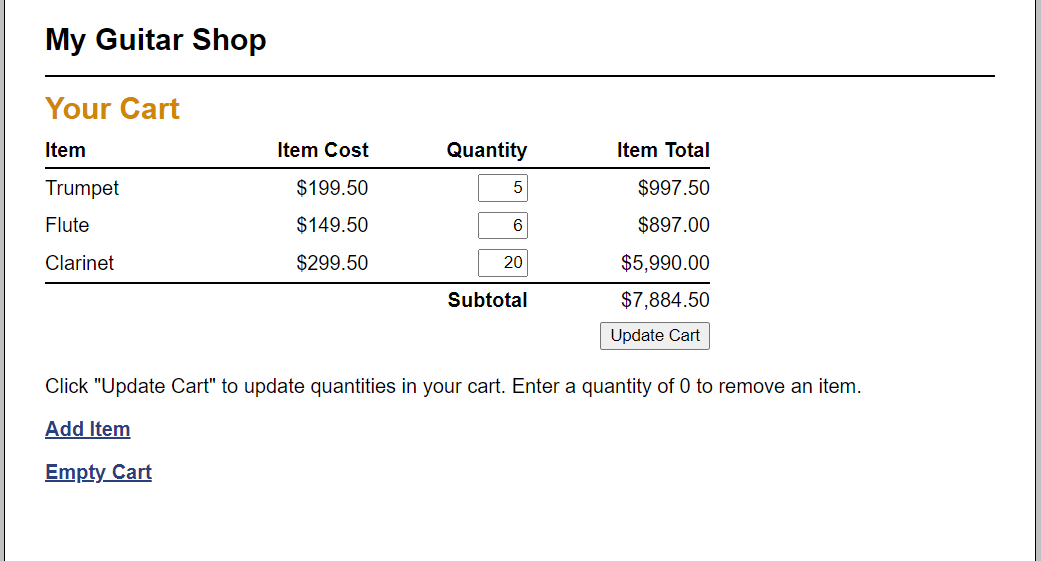 My Guitar Shop
Your Cart
Item Item Cost Quantity Item Total
Trumpet $199.50 5 $997.50
Flute $149.50 6 $897.00
Clarinet $299.50 20 $5,990.00
Subtotal $7,884.50
Update Cart
Click "Update Cart" to update quantities in your cart. Enter a quantity of 0 to remove an item.
Add Item
Empty Cart